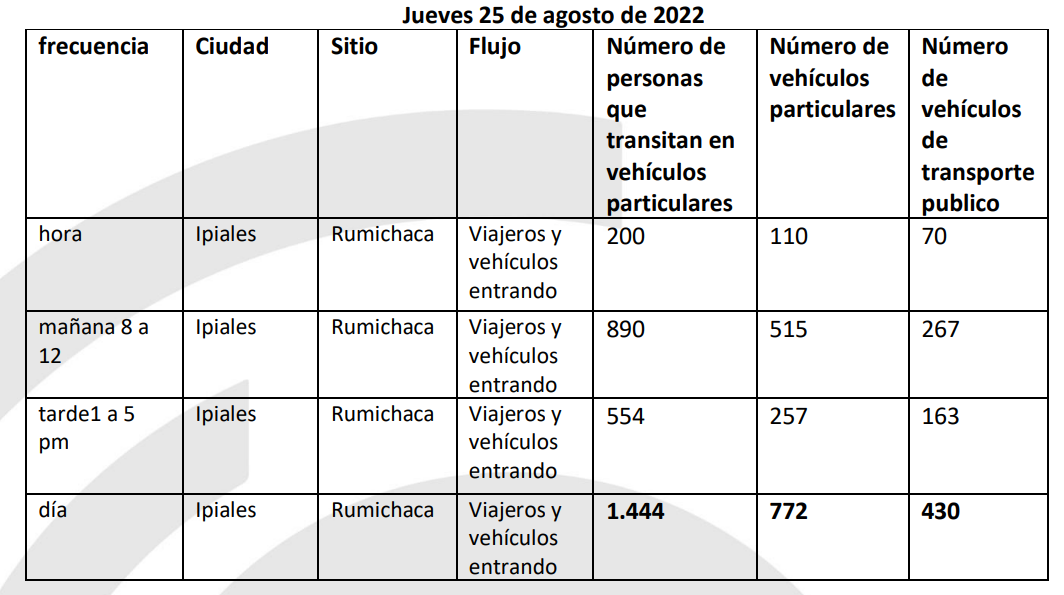 Jueves 25 de agosto de 2022
frecuencia Ciudad Sitio Flujo Número de Número de Número
personas vehículos de
que particulares vehículos
transitan en de
vehículos transporte
particulares publico
hora Ipiales Rumichaca Viajeros y 200 110 70
vehículos
entrando
mañana 8 a Ipiales Rumichaca Viajeros y 890 515 267
12 vehículos
entrando
tarde1 a 5 Ipiales Rumichaca Viajeros y 554 257 163
pm vehículos
entrando
día Ipiales Rumichaca Viajeros y 1.444 772 430
vehículos
entrando